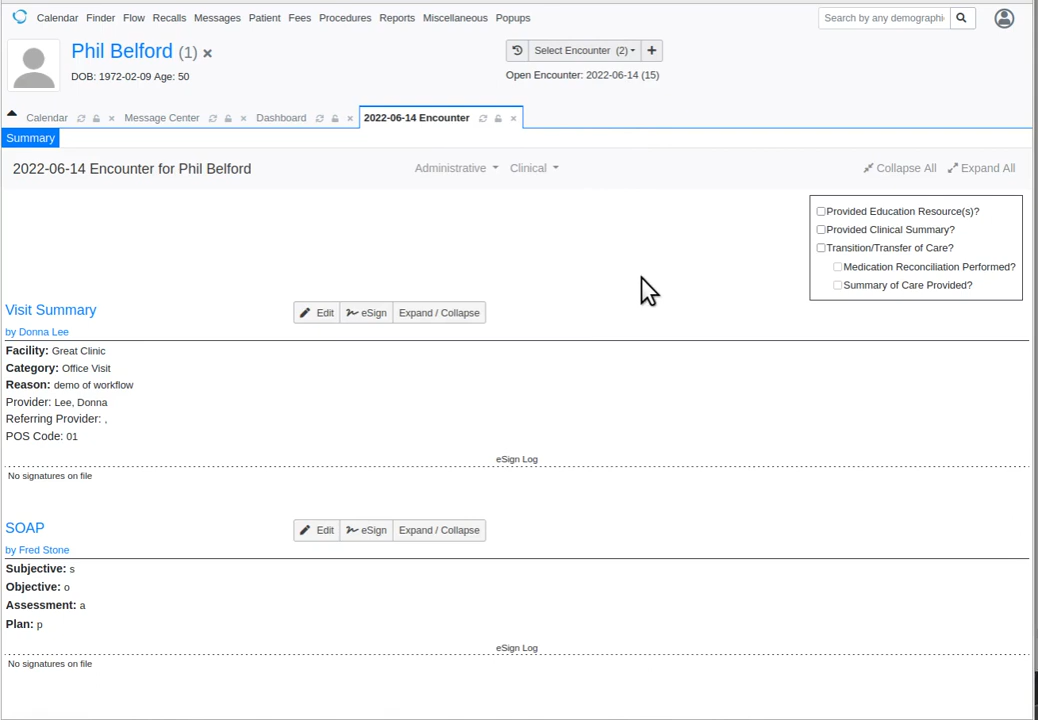 Calendar Finder Flow Recalls Messages Patient Fees Procedures Reports Miscellaneous Popups
Search by any demographi
Phil Belford (1)
DOB: 1972-02-09 Age: 50
Select Encounter (2)
Open Encounter: 2022-06-14 (15)
Calendar Message Center Dashboard 2022-06-14 Encounter
Summary
2022-06-14 Encounter for Phil Belford Administrative Clinical Collapse All Expand All
Provided Education Resource(s)?
Provided Clinical Summary?
Transition/Transfer of Care?
Medication Reconciliation Performed?
Summary of Care Provided?
Visit Summary Edit eSign Expand / Collapse
by Donna Lee
Facility: Great Clinic
Category: Office Visit
Reason: demo of workflow
Provider: Lee, Donna
Referring Provider: ,
POS Code: 01
eSign Log
No signatures on file
SOAP Edit eSign Expand / Collapse
by Fred Stone
Subjective: s
Objective: o
Assessment: a
Plan: p
eSign Log
No signatures on file